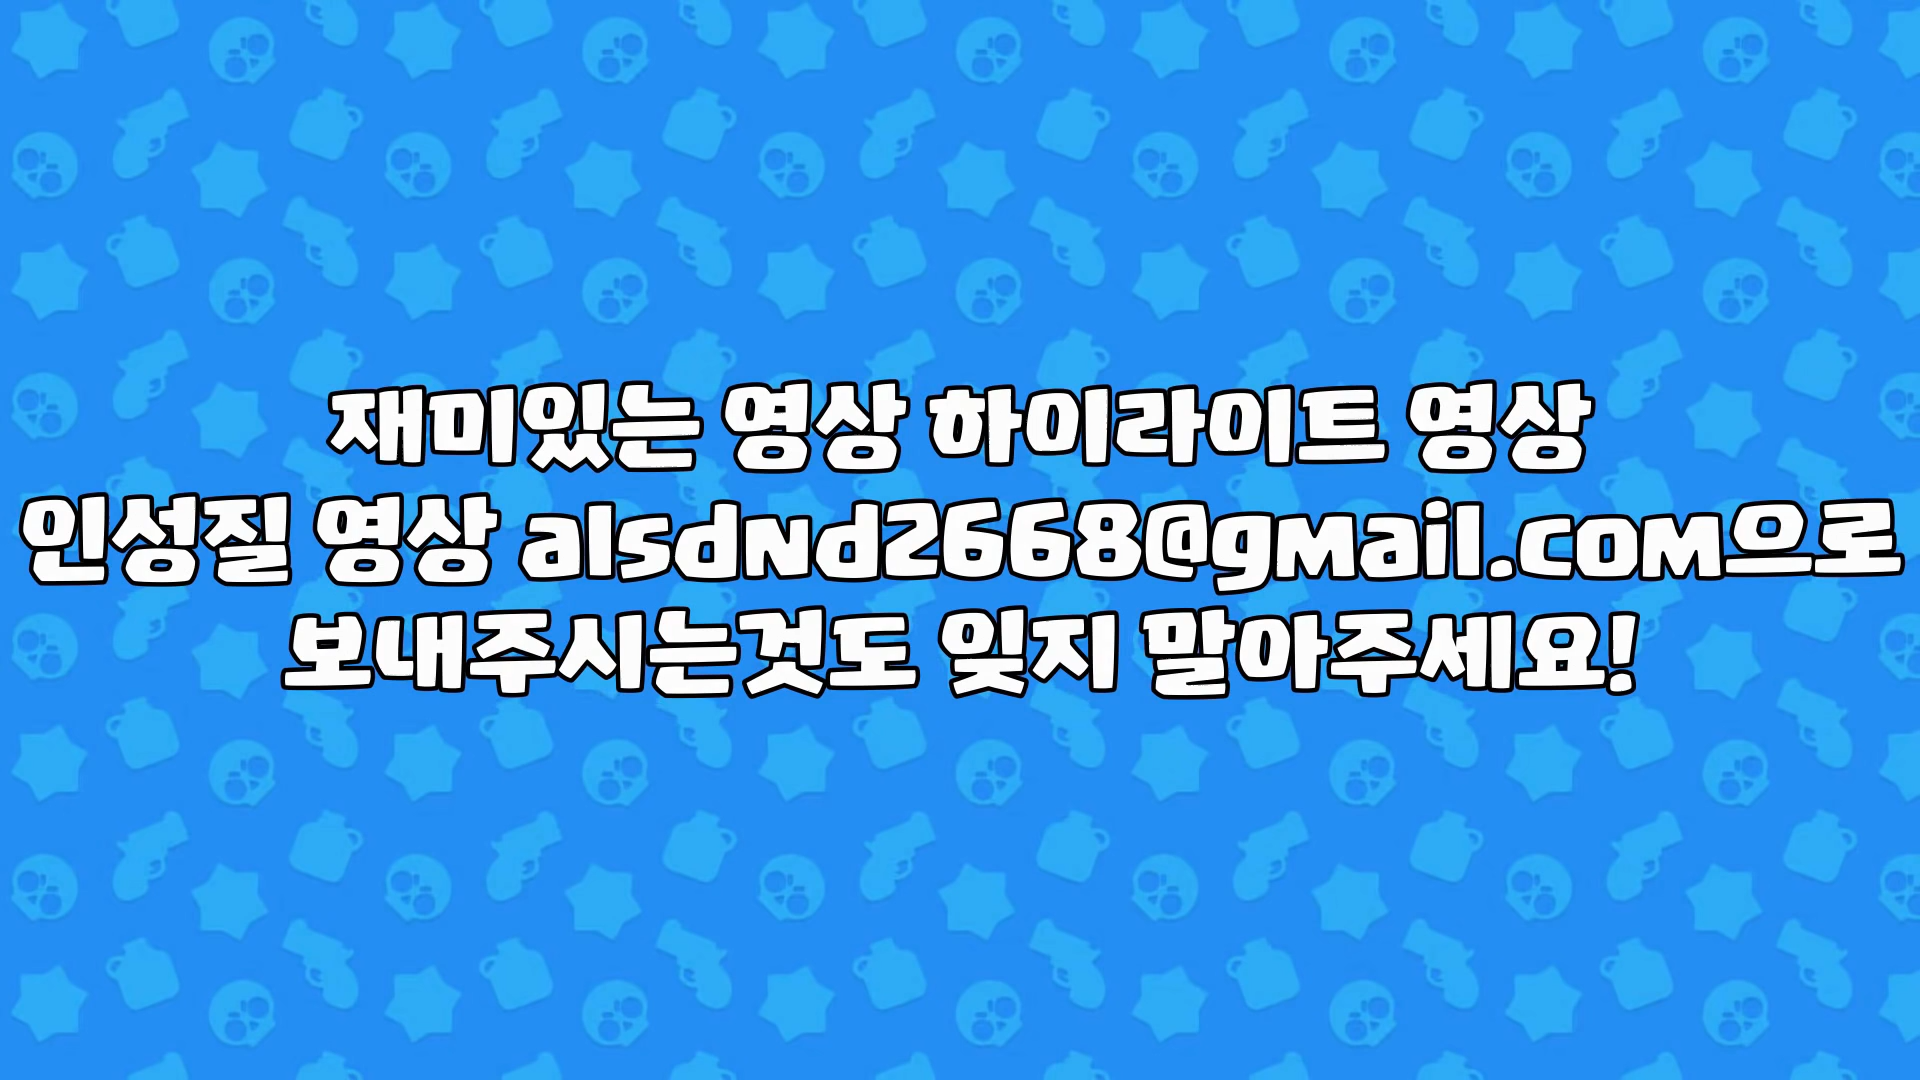 재미있는 영상 하이라이트 영상
인성질 영상 alsdnd2668@gmail.com으로
보내주시는것도 잊지 말아주세요!